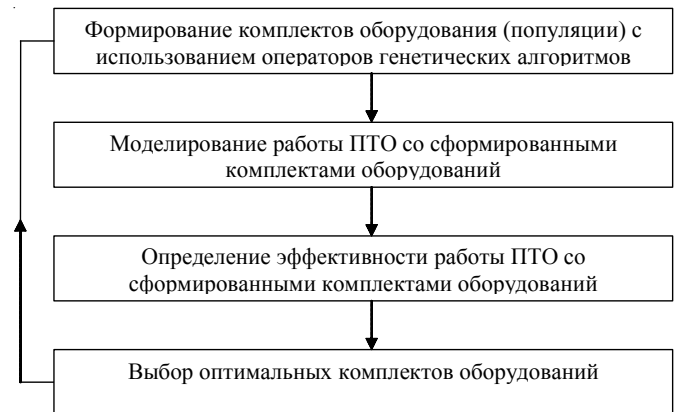 Формирование комплектов оборудования (популяции) с
использованием операторов генетических алгоритмов
Моделирование работы ПТО со сформированными
комплектами оборудований
Определение эффективности работы ПТО со
сформированными комплектами оборудований
Выбор оптимальных комплектов оборудований